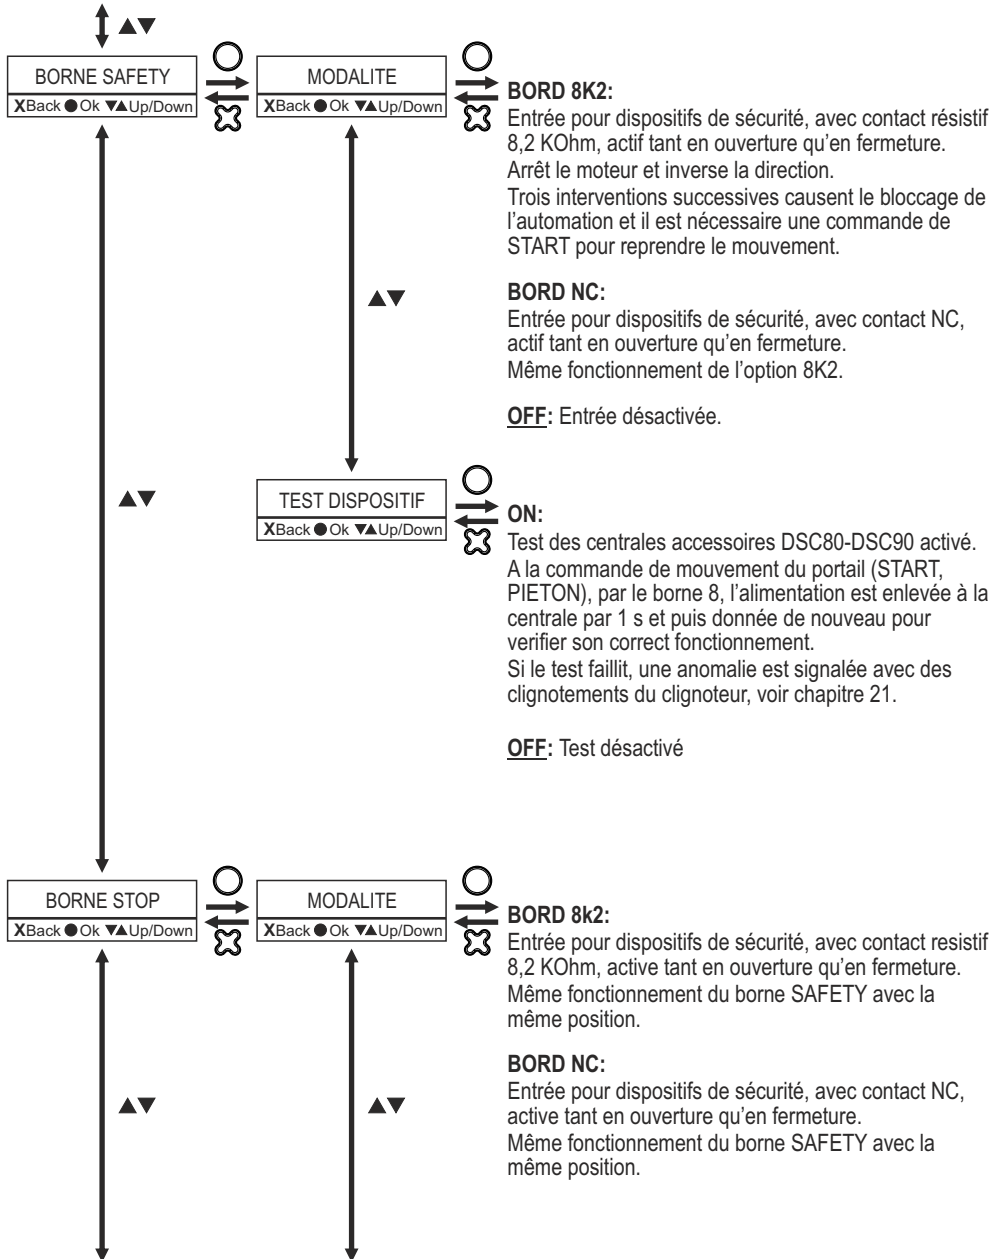 ▲▼
BORNE SAFETY
XBack ● Ok ▼▲Up/Down
MODALITE
XBack ● Ok ▼▲Up/Down
BORD 8K2:
Entrée pour dispositifs de sécurité, avec contact résistif
8,2 KOhm, actif tant en ouverture qu’en fermeture.
Arrêt le moteur et inverse la direction.
Trois interventions successives causent le bloccage de
l’automation et il est nécessaire une commande de
START pour reprendre le mouvement.
▲▼
BORD NC:
Entrée pour dispositifs de sécurité, avec contact NC,
actif tant en ouverture qu’en fermeture.
Même fonctionnement de l’option 8K2.
OFF: Entrée désactivée.
▲▼
TEST DISPOSITIF
XBack ● Ok ▼▲Up/Down
ON:
Test des centrales accessoires DSC80-DSC90 activé.
A la commande de mouvement du portail (START,
PIETON), par le borne 8, l’alimentation est enlevée à la
centrale par 1 s et puis donnée de nouveau pour
verifier son correct fonctionnement.
Si le test faillit, une anomalie est signalée avec des
clignotements du clignoteur, voir chapitre 21.
OFF: Test désactivé
BORNE STOP
XBack ● Ok ▼▲Up/Down
MODALITE
XBack ● Ok ▼▲Up/Down
BORD 8k2:
Entrée pour dispositifs de sécurité, avec contact resistif
8,2 KOhm, active tant en ouverture qu’en fermeture.
Même fonctionnement du borne SAFETY avec la
même position.
▲▼
▲▼
BORD NC:
Entrée pour dispositifs de sécurité, avec contact NC,
active tant en ouverture qu’en fermeture.
Même fonctionnement du borne SAFETY avec la
même position.